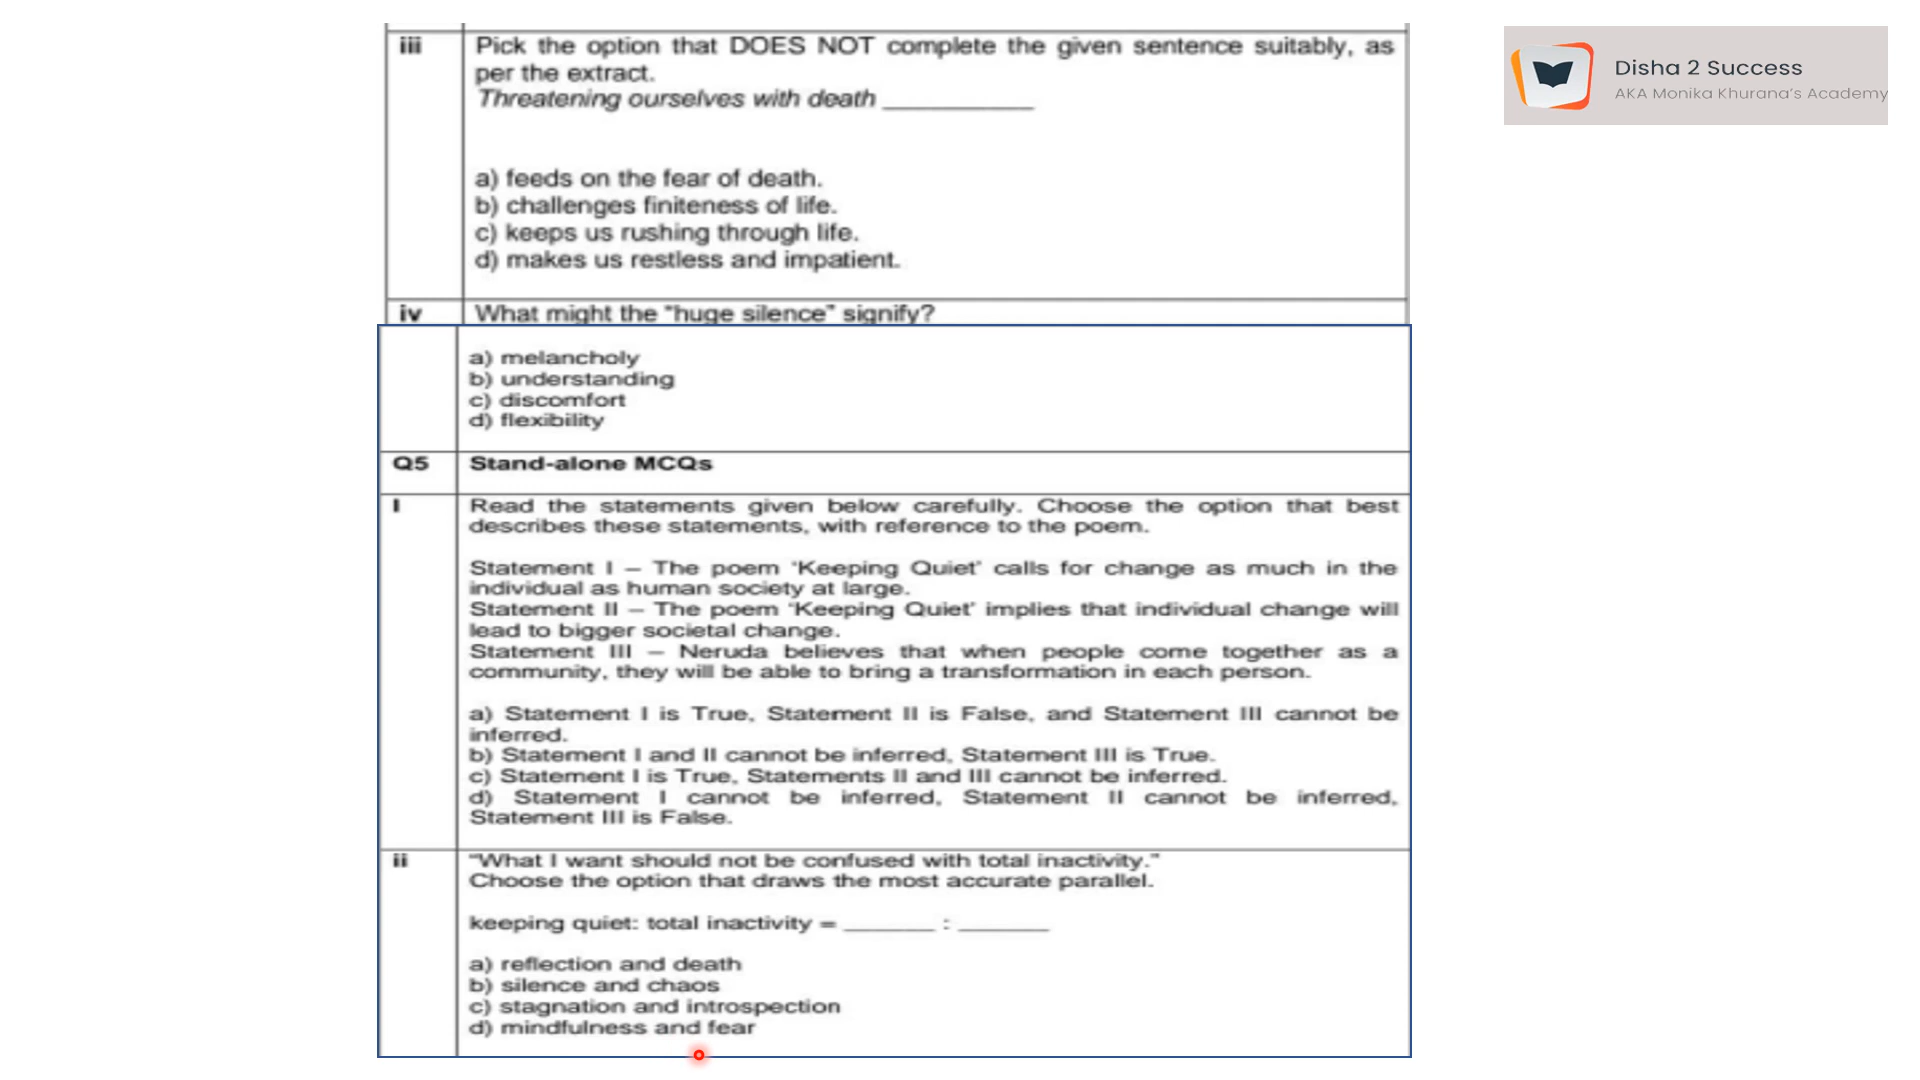 iii Pick the option that DOES NOT complete the given sentence suitably, as
per the extract.
Threatening ourselves with death ___________
a) feeds on the fear of death.
b) challenges finiteness of life.
c) keeps us rushing through life.
d) makes us restless and impatient.
iv What might the "huge silence" signify?
a) melancholy
b) understanding
c) discomfort
d) flexibility
Q5 Stand-alone MCQs
I Read the statements given below carefully. Choose the option that best
describes these statements, with reference to the poem.
Statement I – The poem 'Keeping Quiet' calls for change as much in the
individual as human society at large.
Statement II – The poem 'Keeping Quiet' implies that individual change will
lead to bigger societal change.
Statement III – Neruda believes that when people come together as a
community, they will be able to bring a transformation in each person.
a) Statement I is True, Statement II is False, and Statement III cannot be
inferred.
b) Statement I and II cannot be inferred, Statement III is True.
c) Statement I is True, Statements II and III cannot be inferred.
d) Statement I cannot be inferred, Statement II cannot be inferred,
Statement III is False.
ii "What I want should not be confused with total inactivity."
Choose the option that draws the most accurate parallel.
keeping quiet: total inactivity = _______ : _______
a) reflection and death
b) silence and chaos
c) stagnation and introspection
d) mindfulness and fear
Disha 2 Success
AKA Monika Khurana's Academy